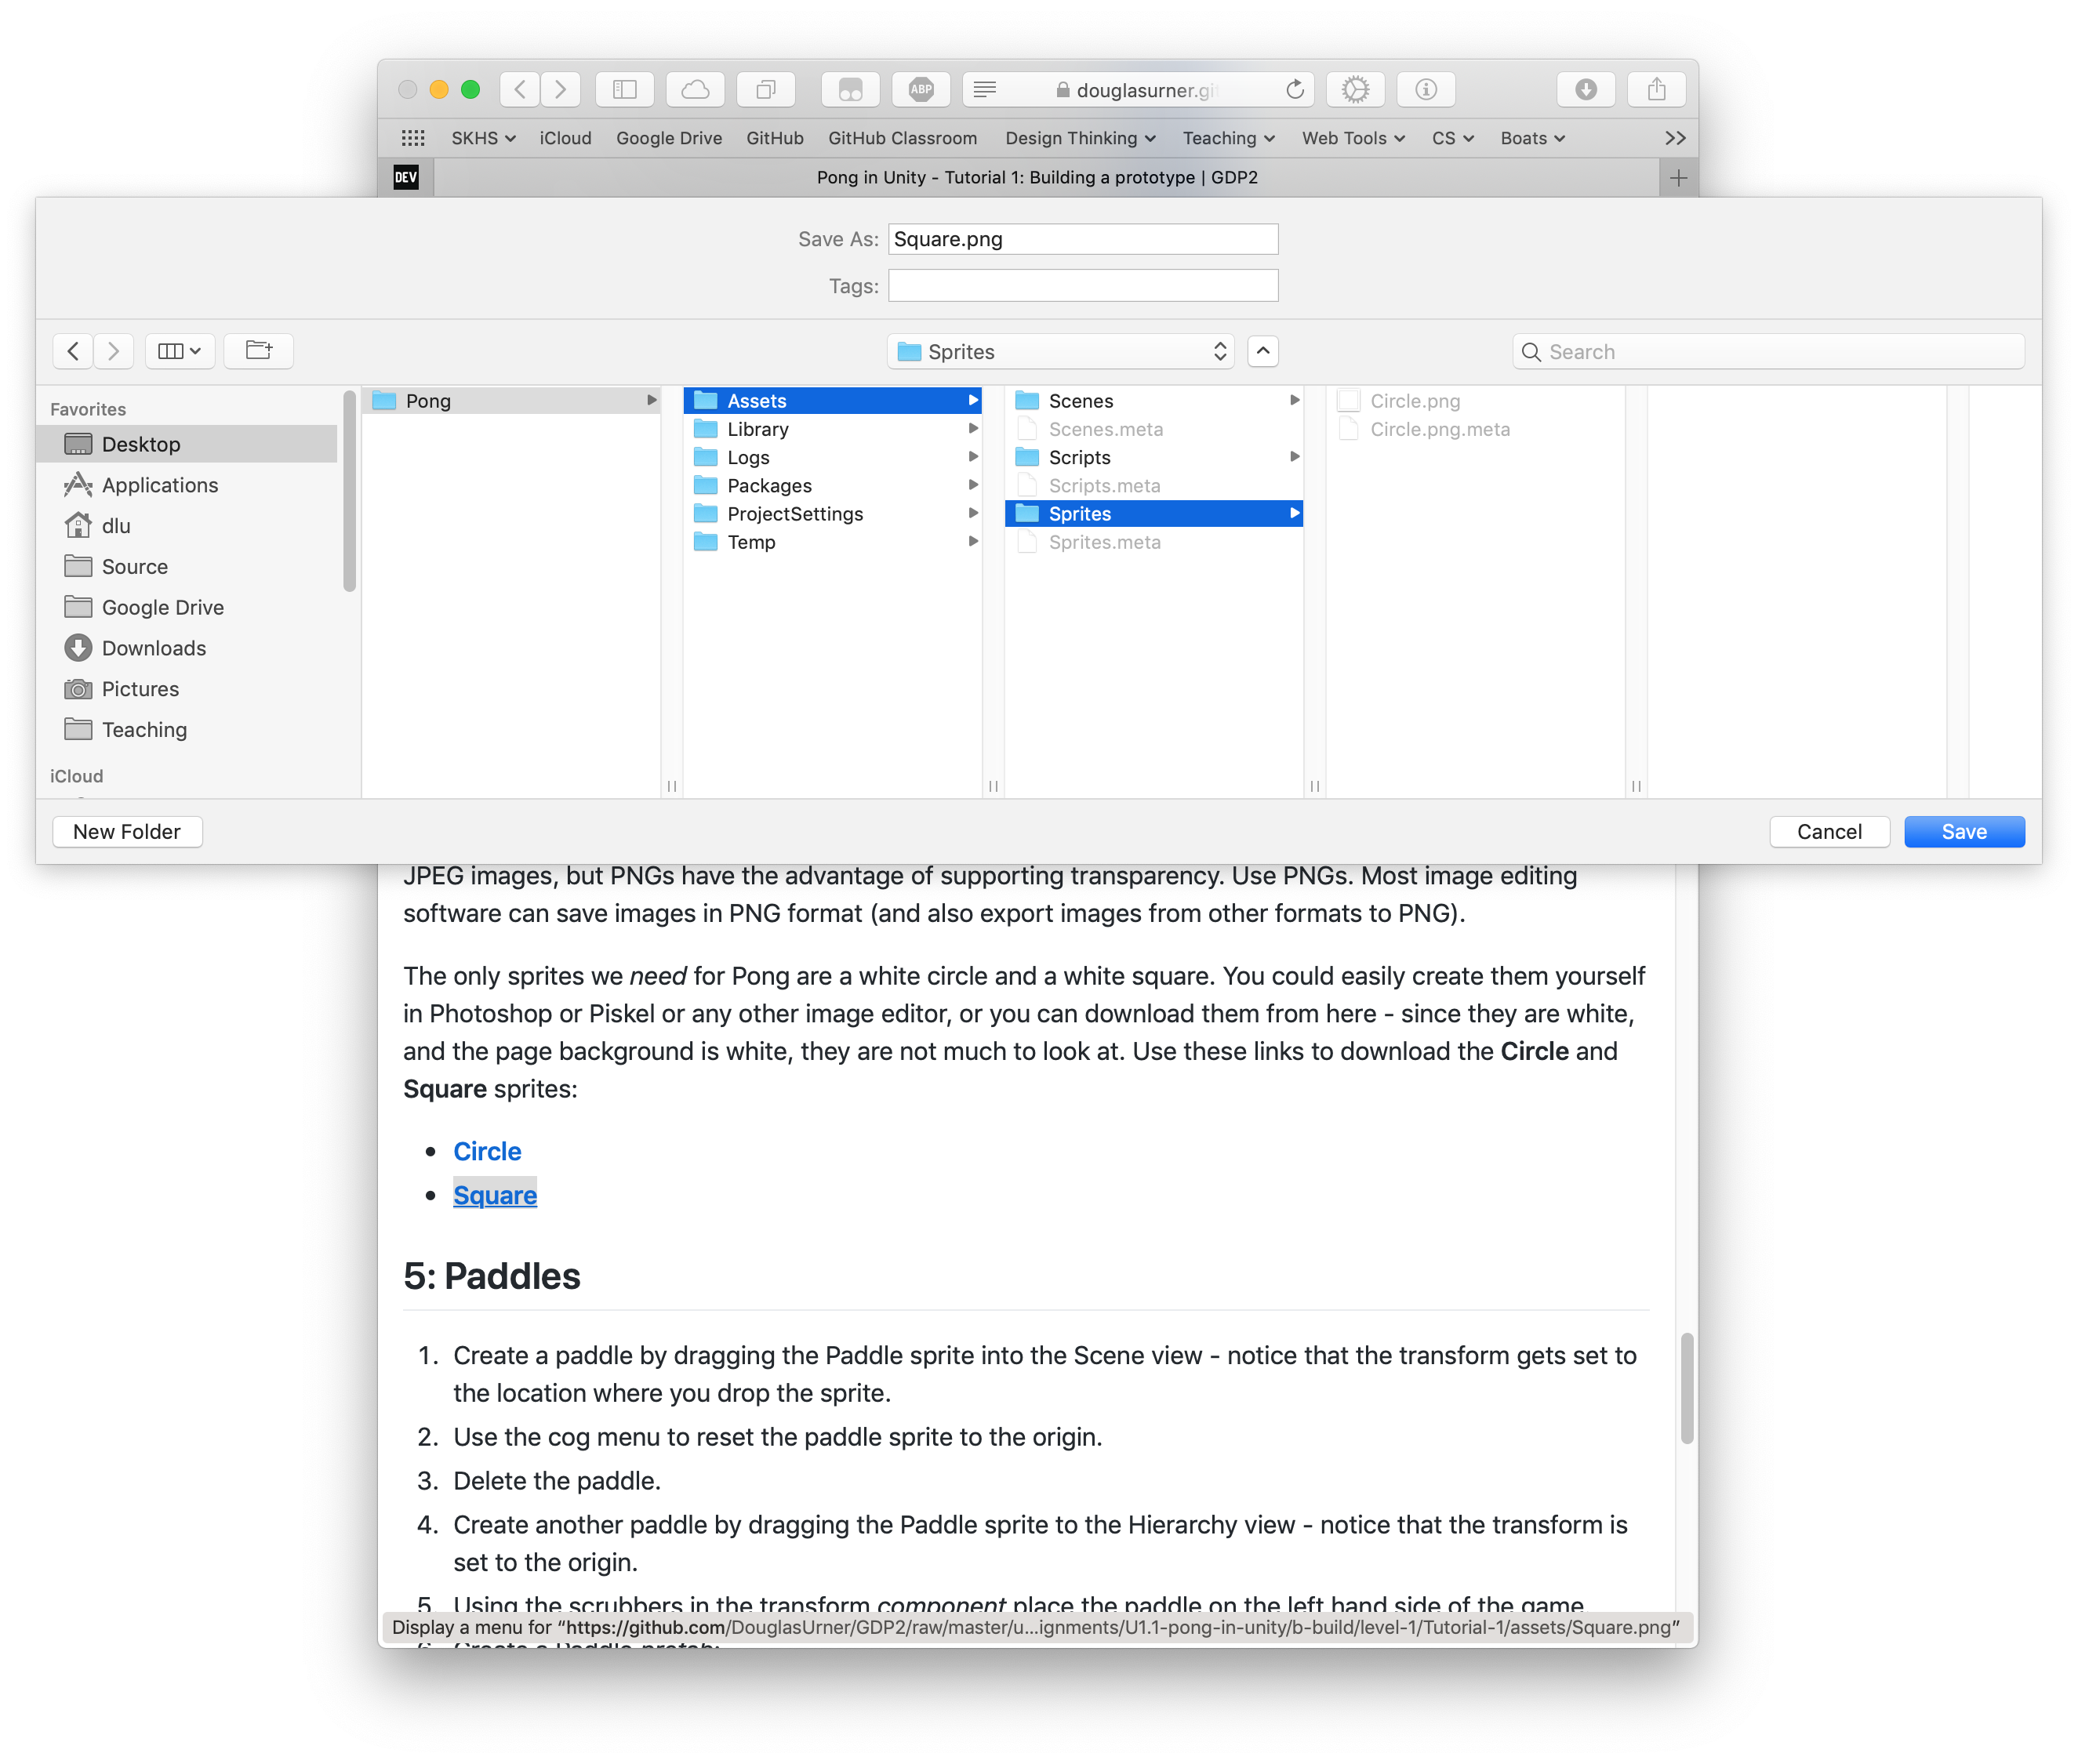 ABP
douglasurner.gi
SKHS iCloud Google Drive GitHub GitHub Classroom Design Thinking Teaching Web Tools CS Boats
DEV
Pong in Unity - Tutorial 1: Building a prototype | GDP2
Save As: Square.png
Tags:
Sprites
Search
Favorites
Desktop
Applications
dlu
Source
Google Drive
Downloads
Pictures
Teaching
iCloud
Pong
Assets
Library
Logs
Packages
ProjectSettings
Temp
Scenes
Scenes.meta
Scripts
Scripts.meta
Sprites
Sprites.meta
Circle.png
Circle.png.meta
New Folder
Cancel
Save
JPEG images, but PNGs have the advantage of supporting transparency. Use PNGs. Most image editing
software can save images in PNG format (and also export images from other formats to PNG).
The only sprites we need for Pong are a white circle and a white square. You could easily create them yourself
in Photoshop or Piskel or any other image editor, or you can download them from here - since they are white,
and the page background is white, they are not much to look at. Use these links to download the Circle and
Square sprites:
• Circle
• Square
5: Paddles
1. Create a paddle by dragging the Paddle sprite into the Scene view - notice that the transform gets set to
the location where you drop the sprite.
2. Use the cog menu to reset the paddle sprite to the origin.
3. Delete the paddle.
4. Create another paddle by dragging the Paddle sprite to the Hierarchy view - notice that the transform is
set to the origin.
5. Using the scrubbers in the transform component place the paddle on the left hand side of the game
Display a menu for “https://github.com/DouglasUrner/GDP2/raw/master/u...ignments/U1.1-pong-in-unity/b-build/level-1/Tutorial-1/assets/Square.png”
6. Create a Paddle prefab: